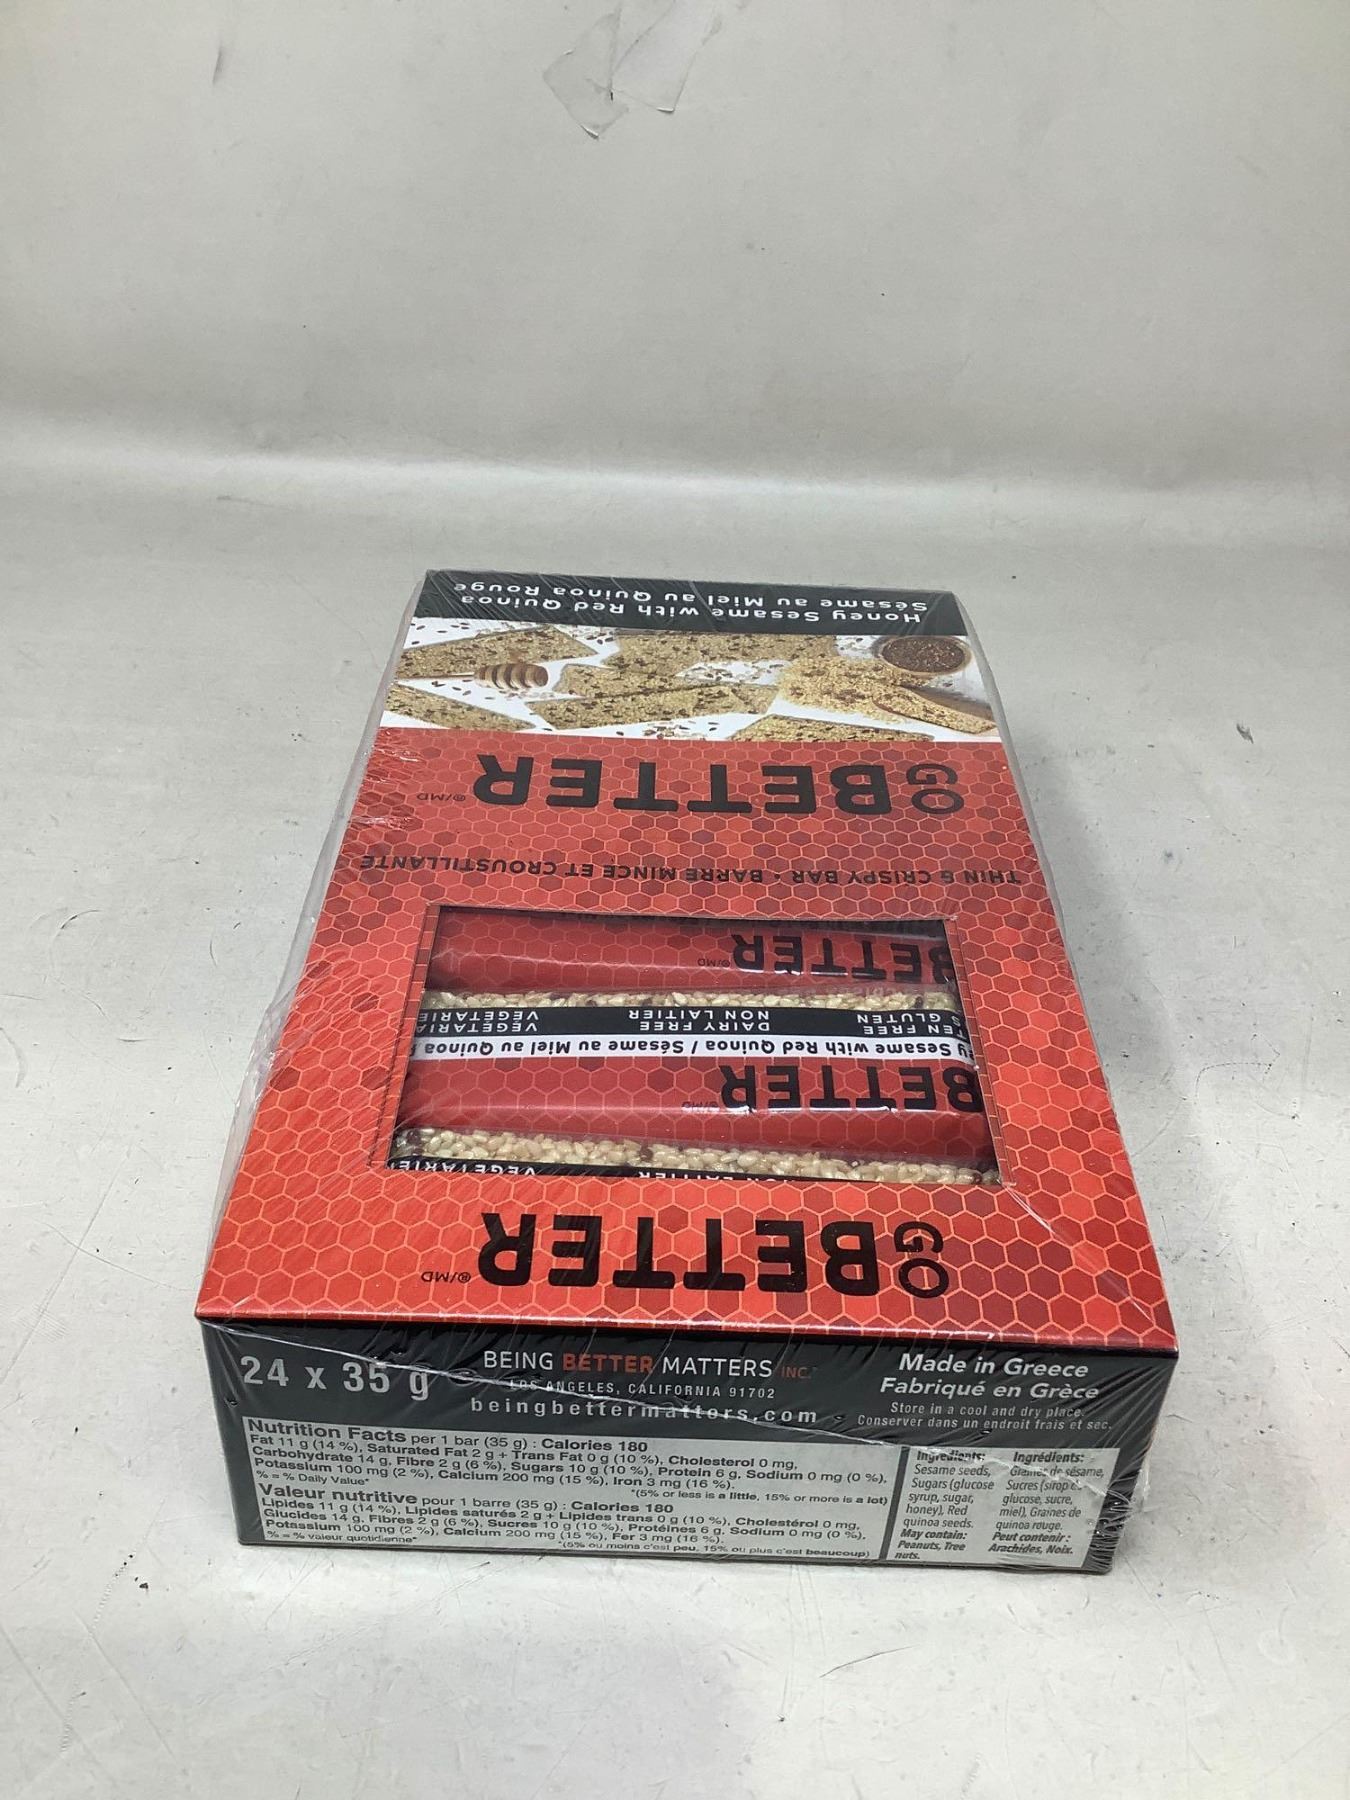 Honey Sesame with Red Quinoa
Sésame au Miel au Quinoa Rouge
GO BETTER ®/MD
THIN & CRISPY BAR • BARRE MINCE ET CROUSTILLANTE
BETTER ®/MD
FREE DAIRY FREE VEGETARIA
GLUTEN NON LAITIER VEGETARIE
Sesame with Red Quinoa / Sésame au Miel au Quinoa
BETTER ®/MD
LAITIER VEGETARIE
GO BETTER ®/MD
24 x 35 g
BEING BETTER MATTERS INC.
LOS ANGELES, CALIFORNIA 91702
beingbettermatters.com
Made in Greece
Fabriqué en Grèce
Store in a cool and dry place.
Conserver dans un endroit frais et sec.
Nutrition Facts per 1 bar (35 g) : Calories 180
Fat 11 g (14 %), Saturated Fat 2 g + Trans Fat 0 g (10 %), Cholesterol 0 mg,
Carbohydrate 14 g, Fibre 2 g (6 %), Sugars 10 g (10 %), Protein 6 g, Sodium 0 mg (0 %),
Potassium 100 mg (2 %), Calcium 200 mg (15 %), Iron 3 mg (16 %).
% = % Daily Value* *(5% or less is a little, 15% or more is a lot)
Valeur nutritive pour 1 barre (35 g) : Calories 180
Lipides 11 g (14 %), Lipides saturés 2 g + Lipides trans 0 g (10 %), Cholestérol 0 mg,
Glucides 14 g, Fibres 2 g (6 %), Sucres 10 g (10 %), Protéines 6 g, Sodium 0 mg (0 %),
Potassium 100 mg (2 %), Calcium 200 mg (15 %), Fer 3 mg (16 %).
% = % valeur quotidienne* *(5% ou moins c'est peu, 15% ou plus c'est beaucoup)
Ingredients:
Sesame seeds,
Sugars (glucose
syrup, sugar,
honey), Red
quinoa seeds.
May contain:
Peanuts, Tree
nuts.
Ingrédients:
Graines de sésame,
Sucres (sirop de
glucose, sucre,
miel), Graines de
quinoa rouge.
Peut contenir :
Arachides, Noix.